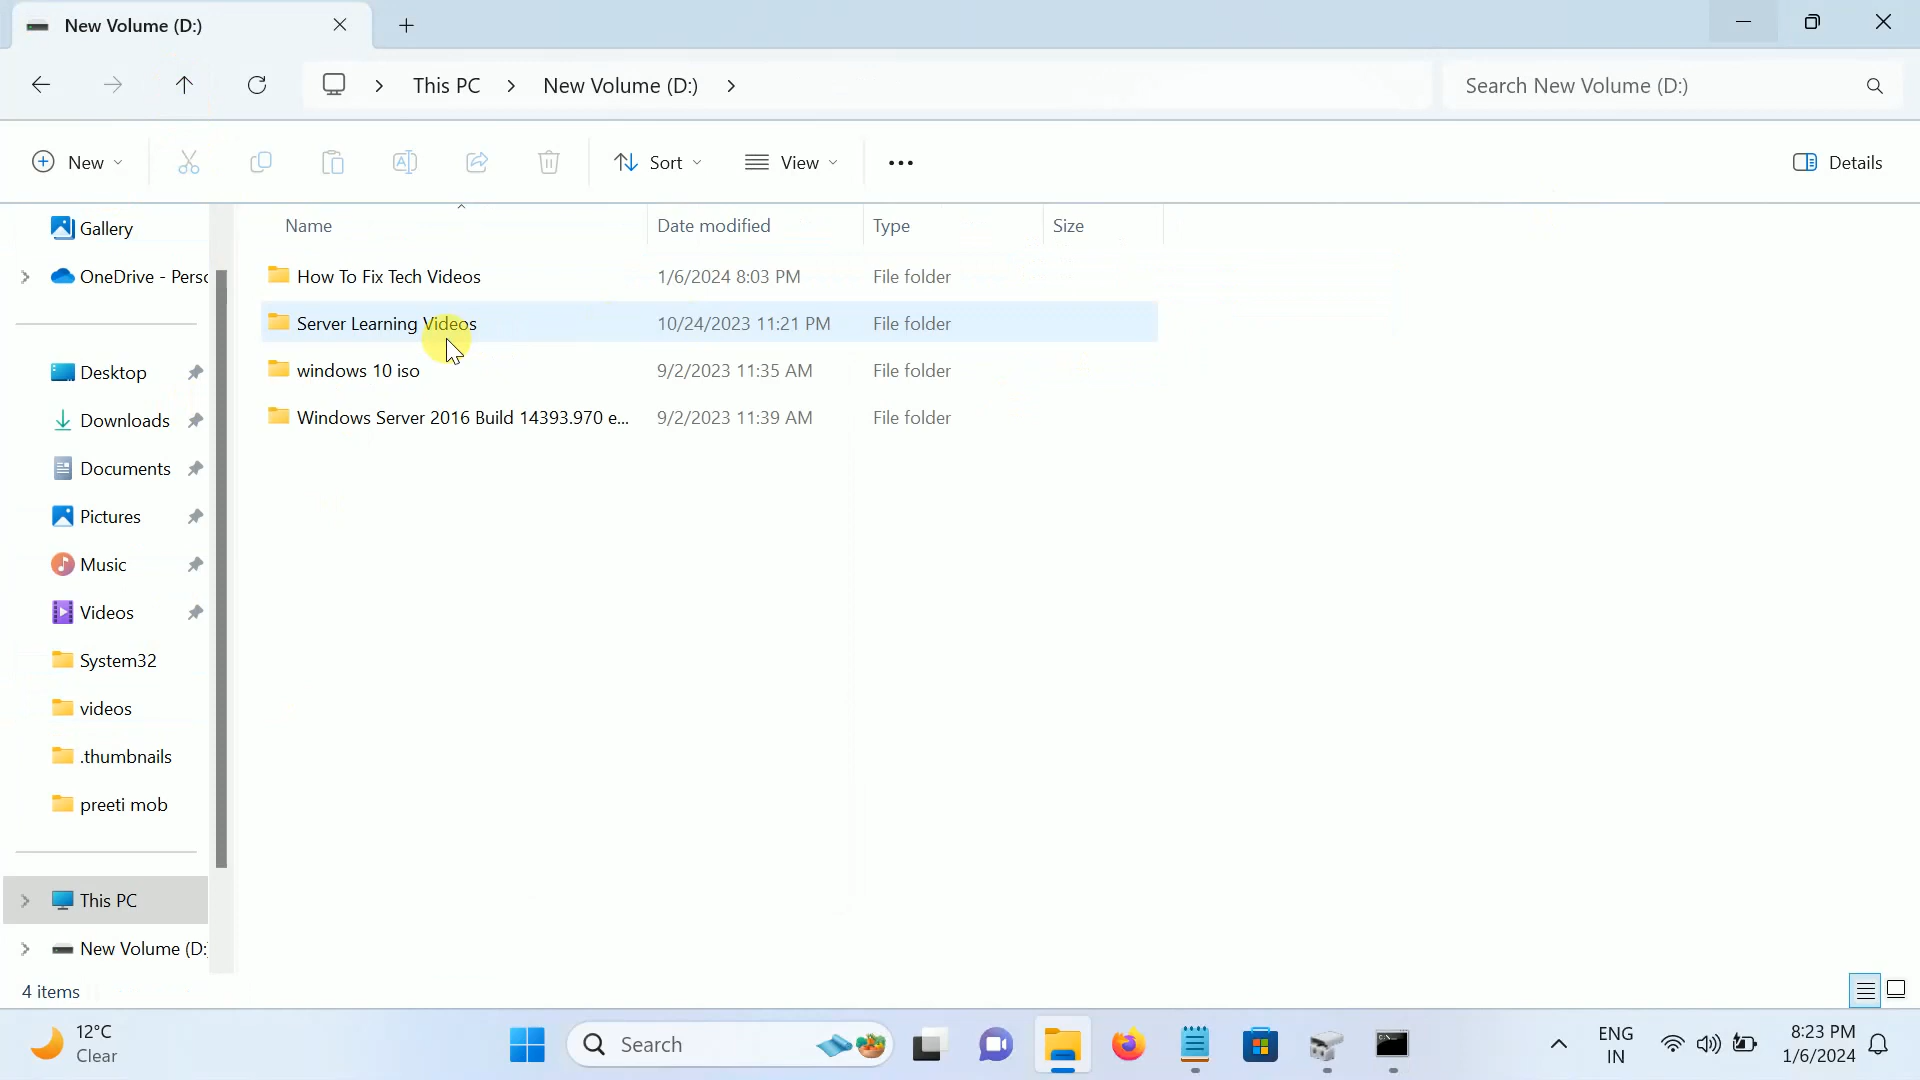 New Volume (D:)
This PC
New Volume (D:)
Search New Volume (D:)
New
Sort
View
Details
Gallery
OneDrive - Persc
Desktop
Downloads
Documents
Pictures
Music
Videos
System32
videos
.thumbnails
preeti mob
This PC
New Volume (D:
Name
Date modified
Type
Size
How To Fix Tech Videos
1/6/2024 8:03 PM
File folder
Server Learning Videos
10/24/2023 11:21 PM
File folder
windows 10 iso
9/2/2023 11:35 AM
File folder
Windows Server 2016 Build 14393.970 e...
9/2/2023 11:39 AM
File folder
4 items
12°C
Clear
Search
ENG
IN
8:23 PM
1/6/2024